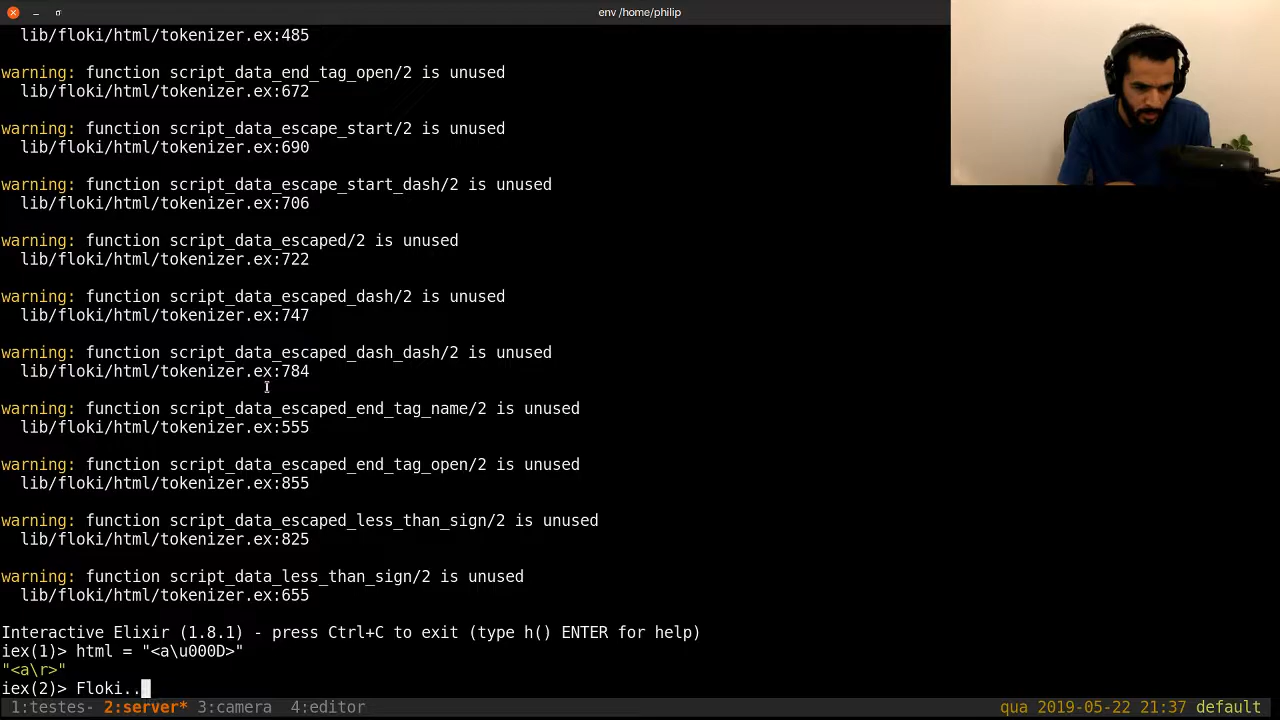 env /home/philip
lib/floki/html/tokenizer.ex:485
warning: function script_data_end_tag_open/2 is unused
lib/floki/html/tokenizer.ex:672
warning: function script_data_escape_start/2 is unused
lib/floki/html/tokenizer.ex:690
warning: function script_data_escape_start_dash/2 is unused
lib/floki/html/tokenizer.ex:706
warning: function script_data_escaped/2 is unused
lib/floki/html/tokenizer.ex:722
warning: function script_data_escaped_dash/2 is unused
lib/floki/html/tokenizer.ex:747
warning: function script_data_escaped_dash_dash/2 is unused
lib/floki/html/tokenizer.ex:784
warning: function script_data_escaped_end_tag_name/2 is unused
lib/floki/html/tokenizer.ex:555
warning: function script_data_escaped_end_tag_open/2 is unused
lib/floki/html/tokenizer.ex:855
warning: function script_data_escaped_less_than_sign/2 is unused
lib/floki/html/tokenizer.ex:825
warning: function script_data_less_than_sign/2 is unused
lib/floki/html/tokenizer.ex:655
Interactive Elixir (1.8.1) - press Ctrl+C to exit (type h() ENTER for help)
iex(1)> html = "<a\u000D>"
"<a\r>"
iex(2)> Floki..
1:testes- 2:server* 3:camera 4:editor qua 2019-05-22 21:37 default